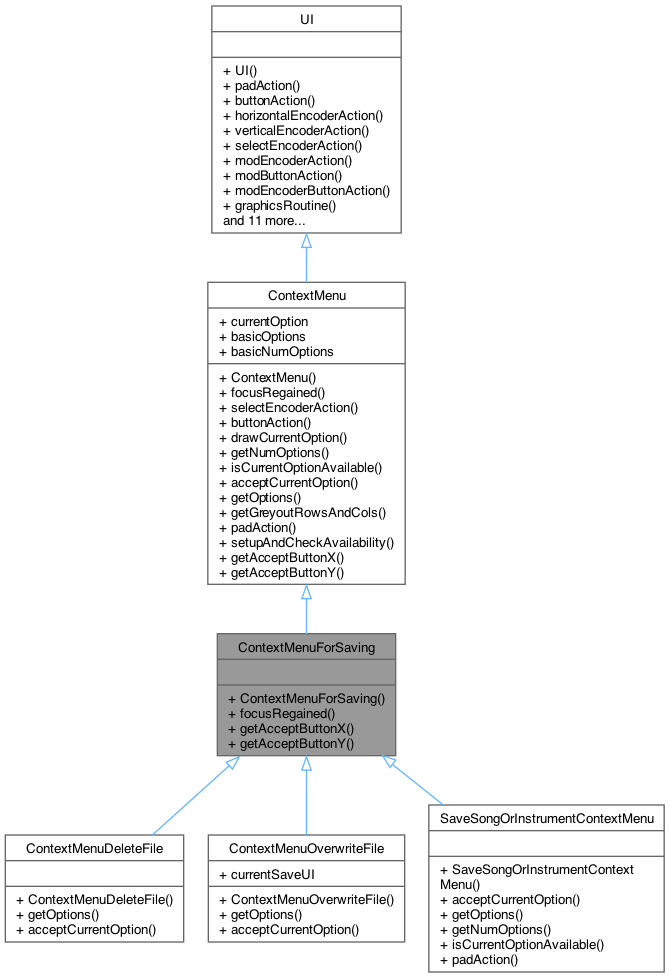 UI
+ UI()
+ padAction()
+ buttonAction()
+ horizontalEncoderAction()
+ verticalEncoderAction()
+ selectEncoderAction()
+ modEncoderAction()
+ modButtonAction()
+ modEncoderButtonAction()
+ graphicsRoutine()
and 11 more...
ContextMenu
+ currentOption
+ basicOptions
+ basicNumOptions
+ ContextMenu()
+ focusRegained()
+ selectEncoderAction()
+ buttonAction()
+ drawCurrentOption()
+ getNumOptions()
+ isCurrentOptionAvailable()
+ acceptCurrentOption()
+ getOptions()
+ getGreyoutRowsAndCols()
+ padAction()
+ setupAndCheckAvailability()
+ getAcceptButtonX()
+ getAcceptButtonY()
ContextMenuForSaving
+ ContextMenuForSaving()
+ focusRegained()
+ getAcceptButtonX()
+ getAcceptButtonY()
ContextMenuDeleteFile
+ ContextMenuDeleteFile()
+ getOptions()
+ acceptCurrentOption()
ContextMenuOverwriteFile
+ currentSaveUI
+ ContextMenuOverwriteFile()
+ getOptions()
+ acceptCurrentOption()
SaveSongOrInstrumentContextMenu
+ SaveSongOrInstrumentContext
Menu()
+ acceptCurrentOption()
+ getOptions()
+ getNumOptions()
+ isCurrentOptionAvailable()
+ padAction()